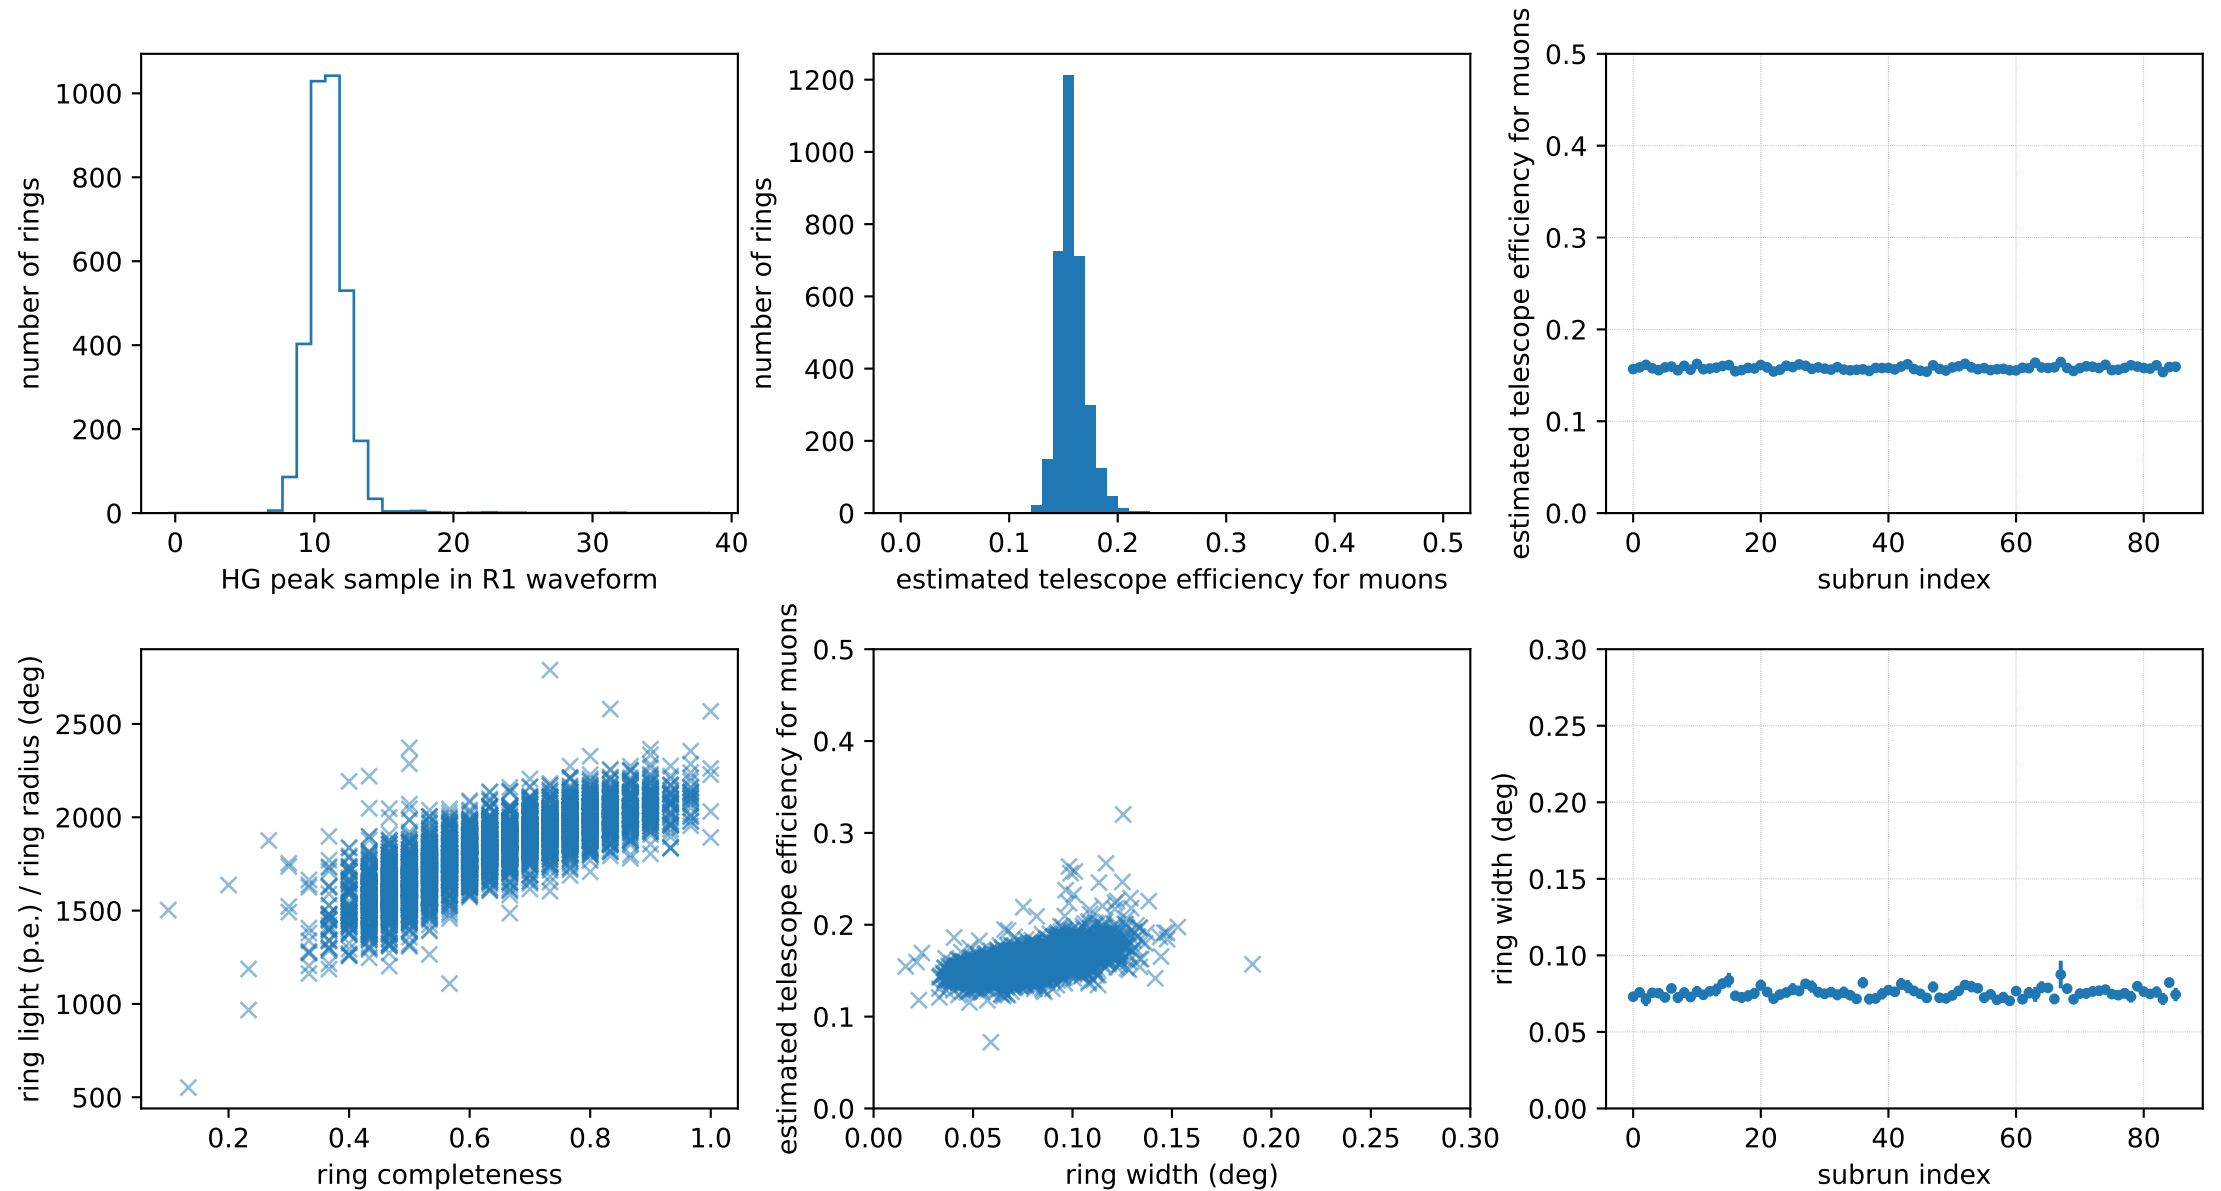 number of rings
1000
800
600
400
200
0
0 10 20 30 40
HG peak sample in R1 waveform
number of rings
1200
1000
800
600
400
200
0
0.0 0.1 0.2 0.3 0.4 0.5
estimated telescope efficiency for muons
estimated telescope efficiency for muons
0.5
0.4
0.3
0.2
0.1
0.0
0 20 40 60 80
subrun index
ring light (p.e.) / ring radius (deg)
2500
2000
1500
1000
500
0.2 0.4 0.6 0.8 1.0
ring completeness
estimated telescope efficiency for muons
0.5
0.4
0.3
0.2
0.1
0.0
0.00 0.05 0.10 0.15 0.20 0.25 0.30
ring width (deg)
ring width (deg)
0.30
0.25
0.20
0.15
0.10
0.05
0.00
0 20 40 60 80
subrun index